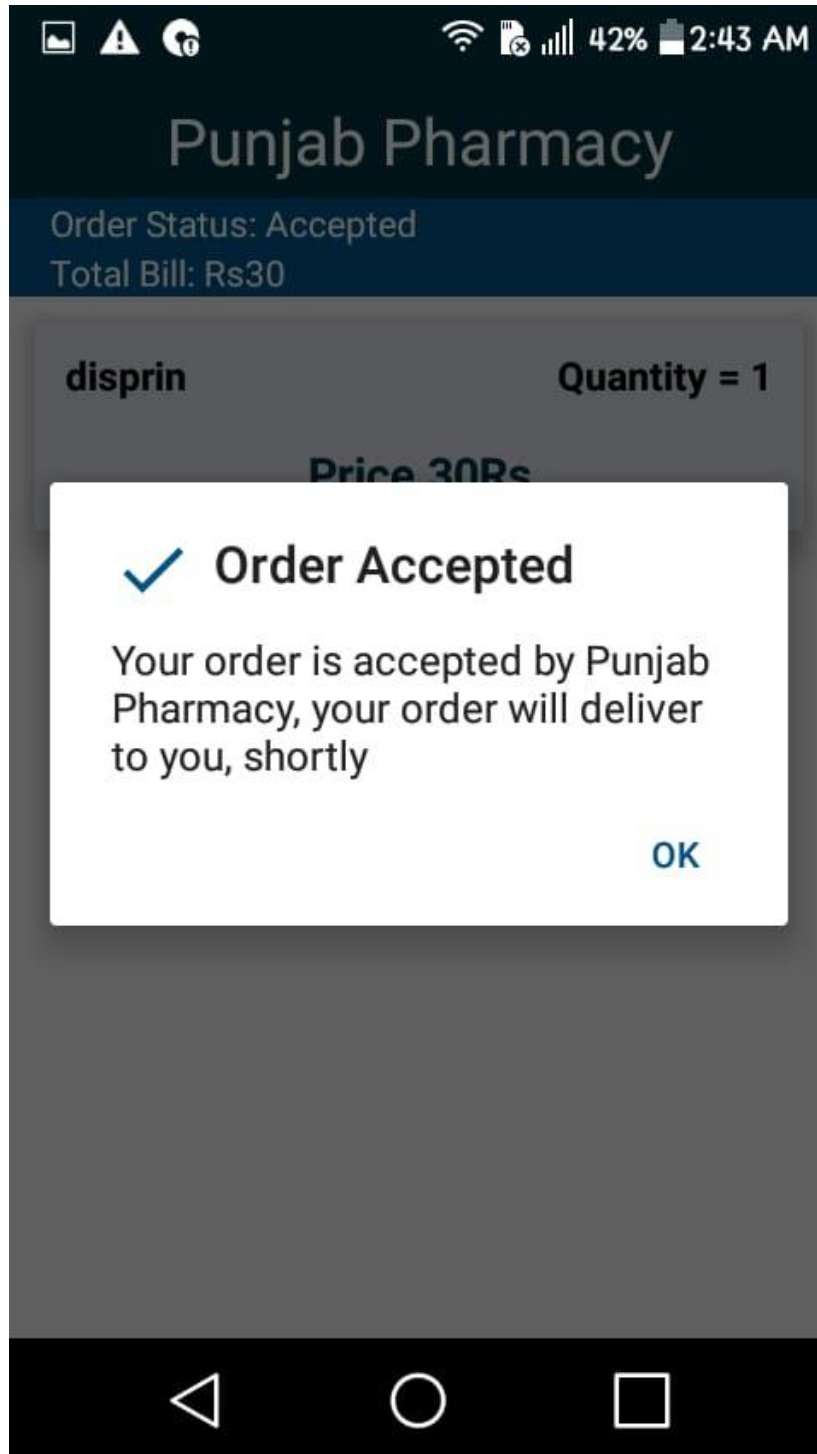 42% 2:43 AM
Punjab Pharmacy
Order Status: Accepted
Total Bill: Rs30
disprin Quantity = 1
Price 30Rs
Order Accepted
Your order is accepted by Punjab
Pharmacy, your order will deliver
to you, shortly
OK